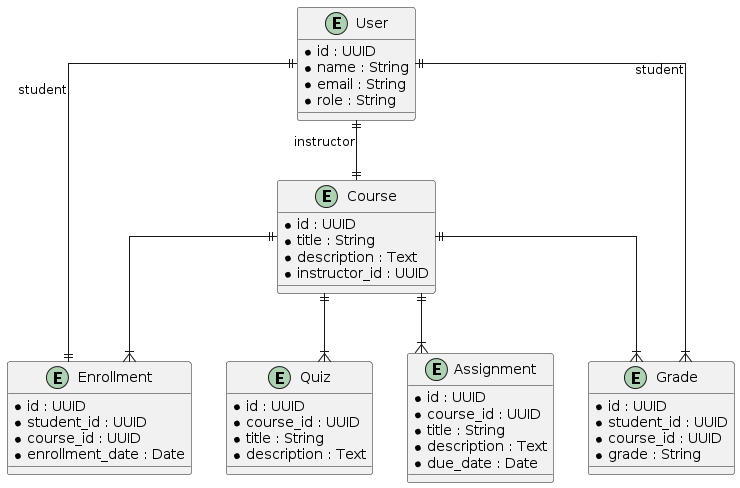 E User
id : UUID
name : String
email : String
role : String
student
student
instructor
E Course
id : UUID
title : String
description : Text
instructor_id : UUID
E Enrollment
id : UUID
student_id : UUID
course_id : UUID
enrollment_date : Date
E Quiz
id : UUID
course_id : UUID
title : String
description : Text
E Assignment
id : UUID
course_id : UUID
title : String
description : Text
due_date : Date
E Grade
id : UUID
student_id : UUID
course_id : UUID
grade : String